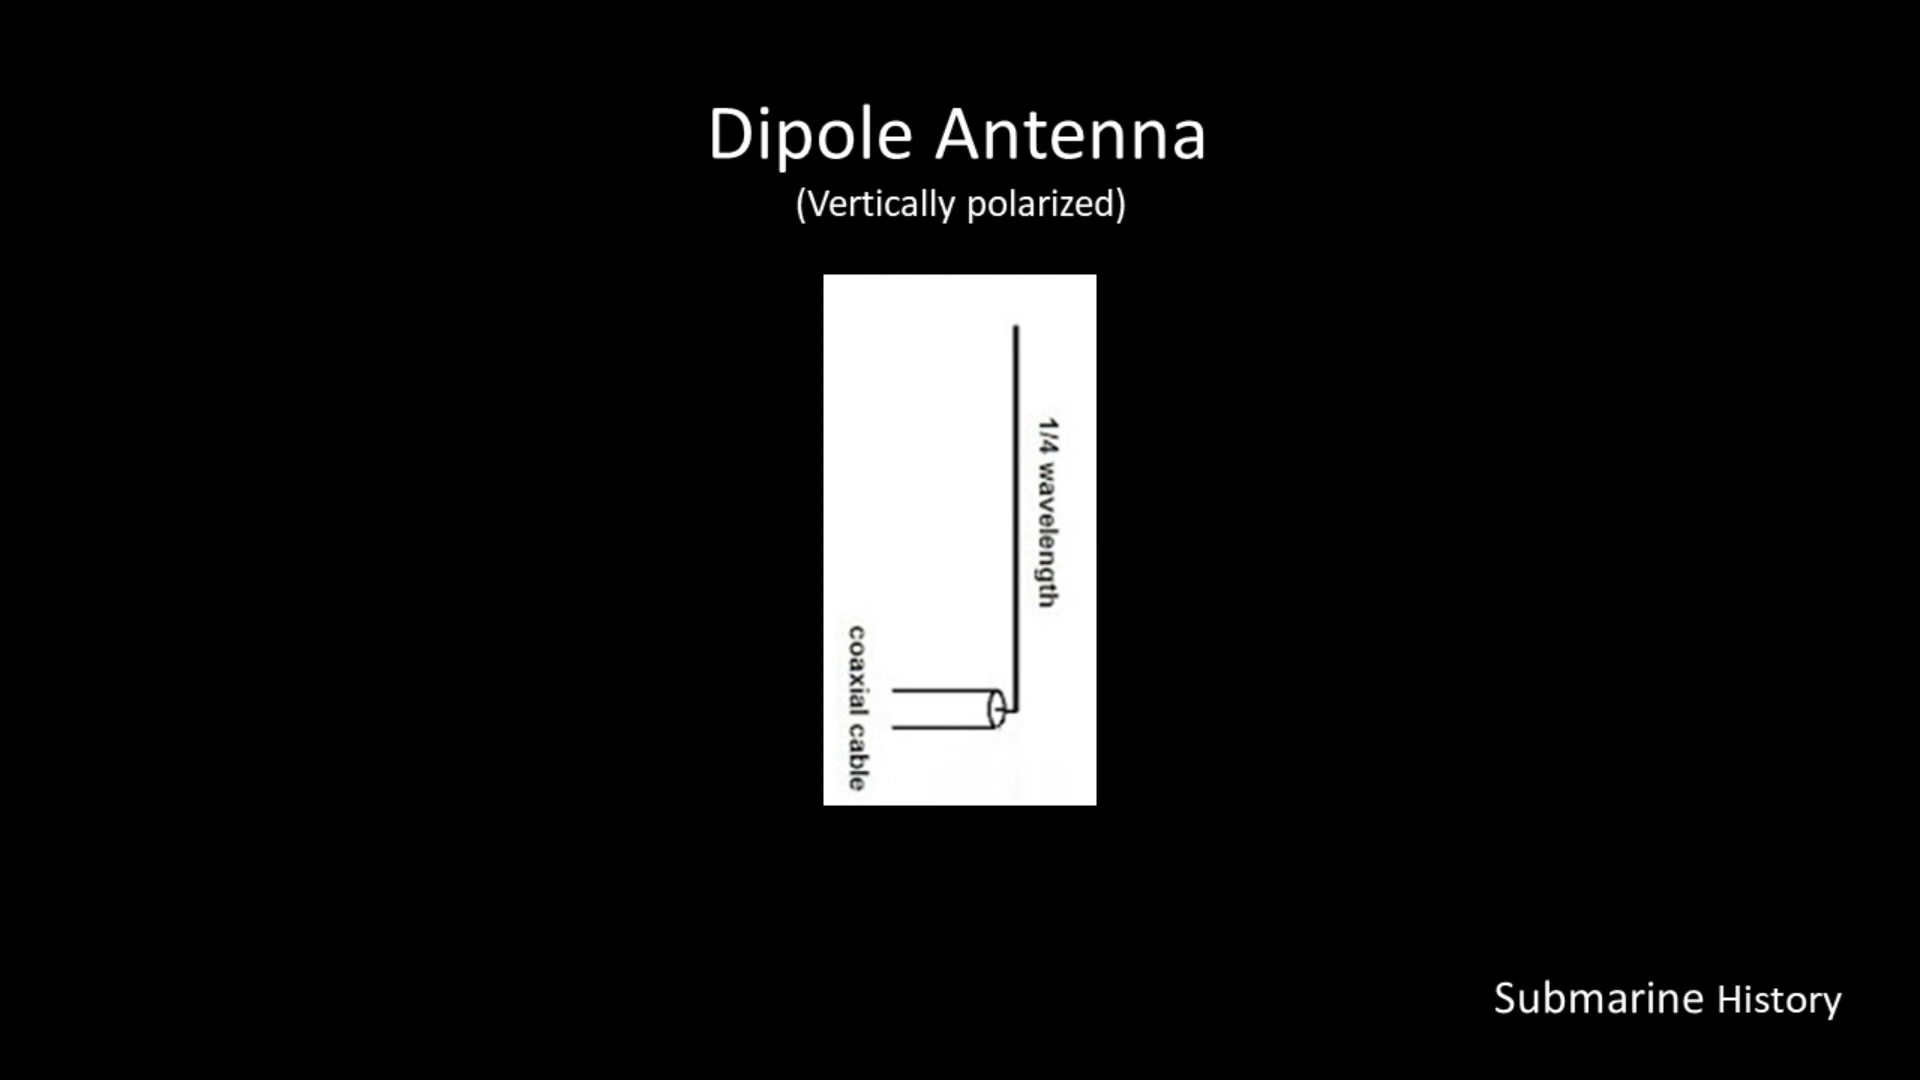 Dipole Antenna
(Vertically polarized)
1/4 wavelength
coaxial cable
Submarine History